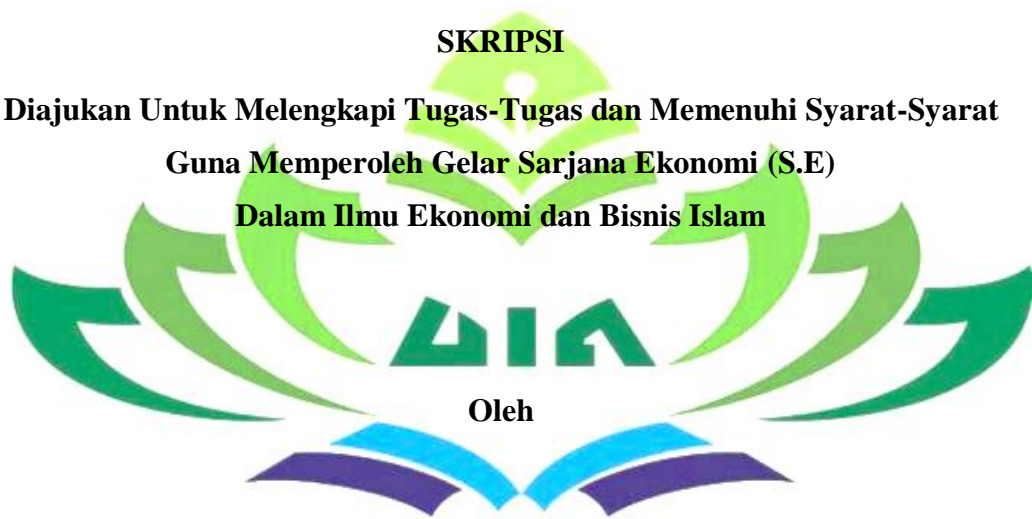 SKRIPSI
Diajukan Untuk Melengkapi Tugas-Tugas dan Memenuhi Syarat-Syarat
Guna Memperoleh Gelar Sarjana Ekonomi (S.E)
Dalam Ilmu Ekonomi dan Bisnis Islam
UIN
Oleh